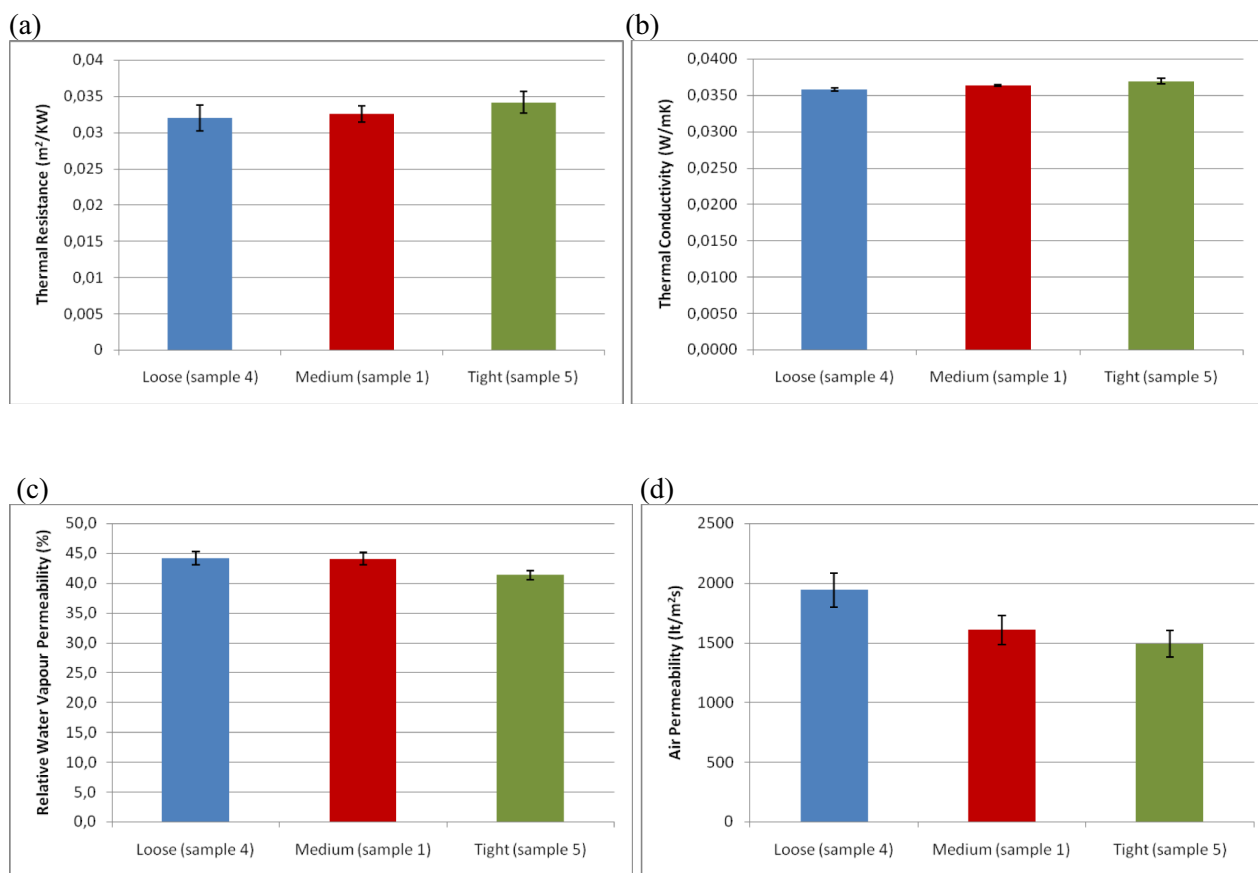 (a)
Thermal Resistance (m²/KW)
0,04
0,035
0,03
0,025
0,02
0,015
0,01
0,005
0
Loose (sample 4) Medium (sample 1) Tight (sample 5)
(b)
Thermal Conductivity (W/mK)
0,0400
0,0350
0,0300
0,0250
0,0200
0,0150
0,0100
0,0050
0,0000
Loose (sample 4) Medium (sample 1) Tight (sample 5)
(c)
Relative Water Vapour Permeability (%)
50,0
45,0
40,0
35,0
30,0
25,0
20,0
15,0
10,0
5,0
0,0
Loose (sample 4) Medium (sample 1) Tight (sample 5)
(d)
Air Permeability (lt/m²s)
2500
2000
1500
1000
500
0
Loose (sample 4) Medium (sample 1) Tight (sample 5)